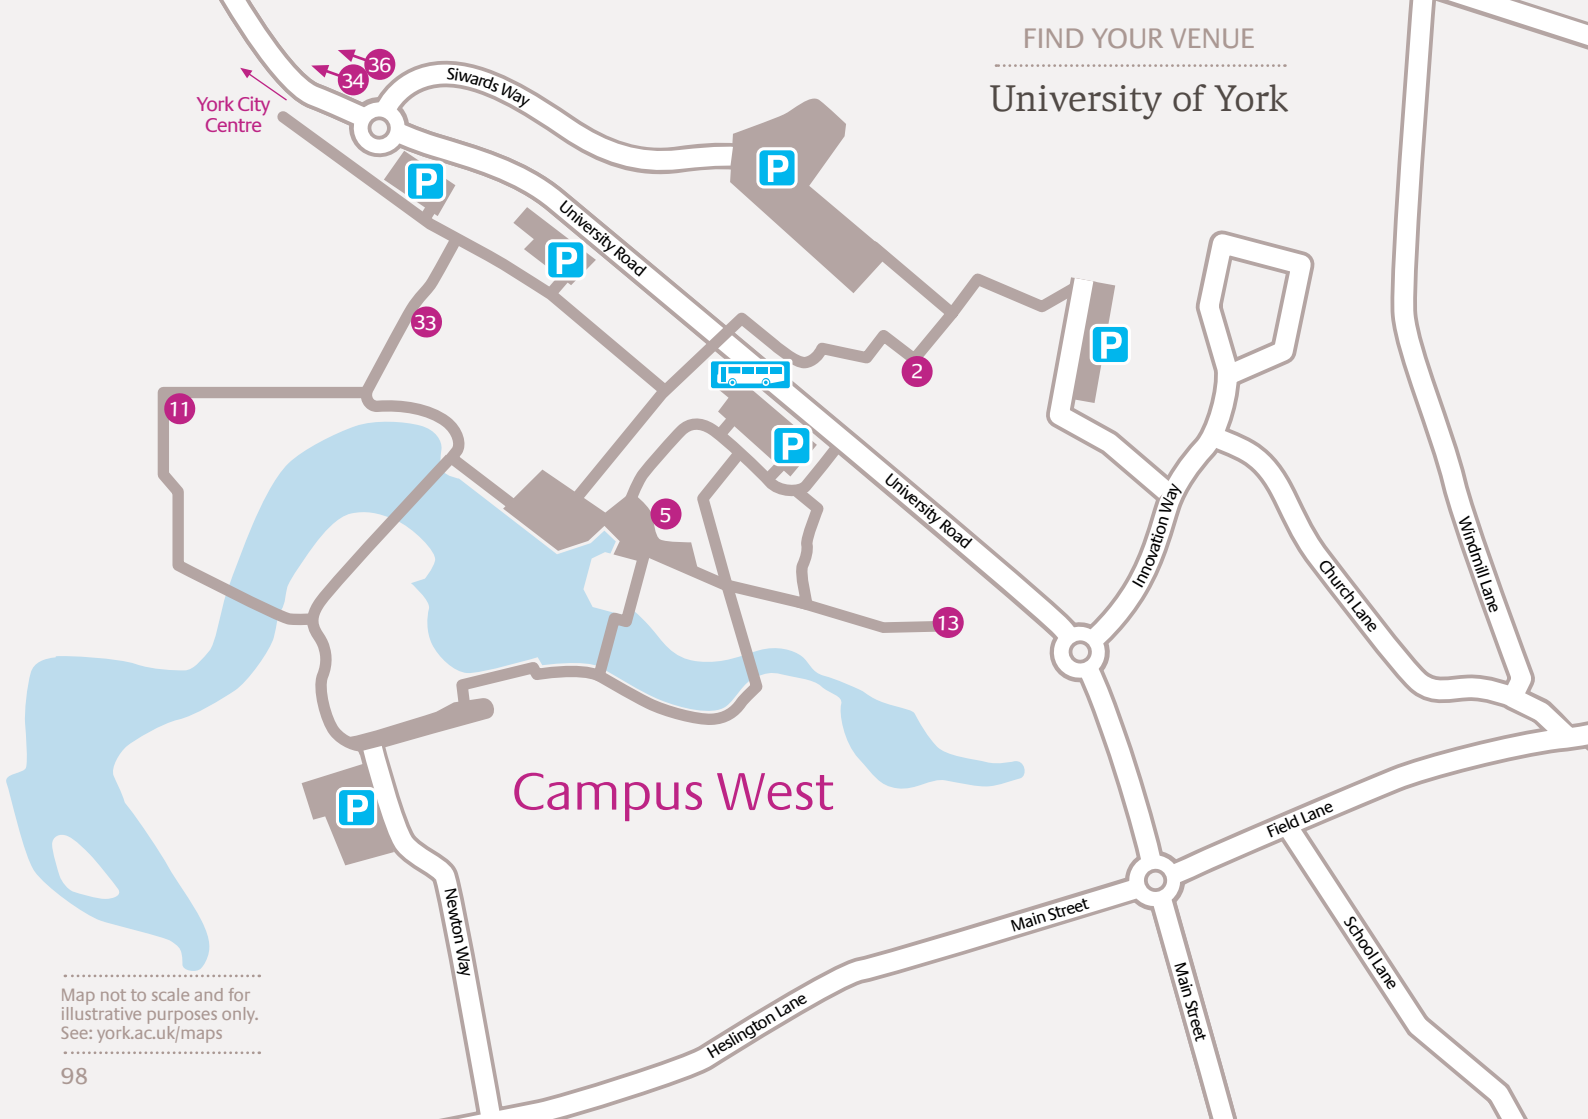 FIND YOUR VENUE
University of York
36
34
York City
Centre
Siwards Way
P
P
P
University Road
33
2
P
11
P
5
University Road
Innovation Way
Windmill Lane
Church Lane
13
Campus West
P
Field Lane
Newton Way
Main Street
School Lane
Main Street
Heslington Lane
Map not to scale and for
illustrative purposes only.
See: york.ac.uk/maps
98